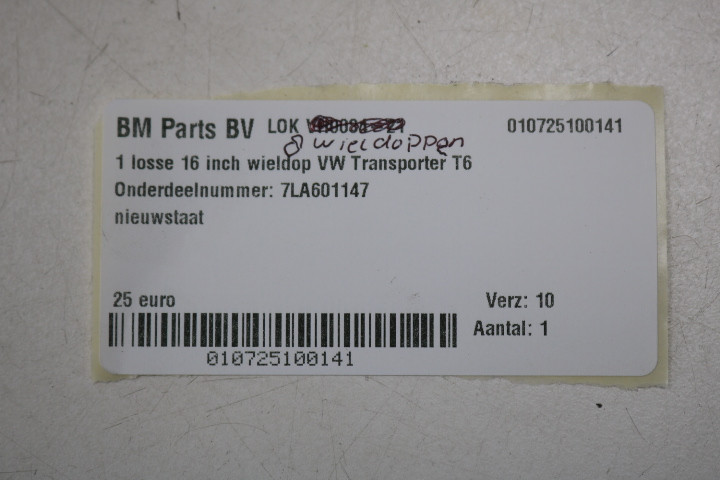 BM Parts BV LOK 010725100141
wieldoppen
1 losse 16 inch wieldop VW Transporter T6
Onderdeelnummer: 7LA601147
nieuwstaat
25 euro Verz: 10
Aantal: 1
010725100141